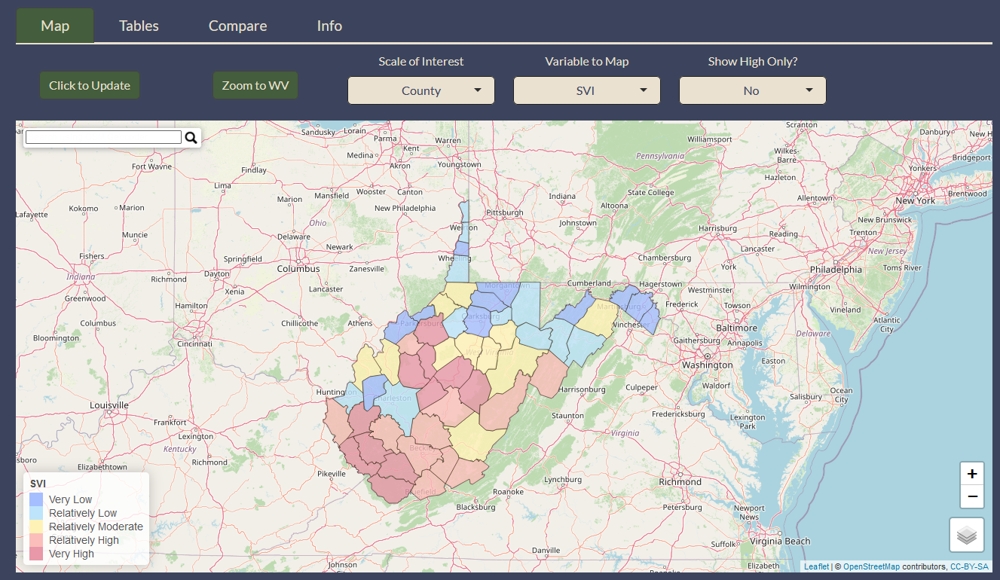 Map Tables Compare Info
Scale of Interest Variable to Map Show High Only?
Click to Update Zoom to WV County SVI No
Scranton
Sandusky Lorain Parma Warren Williamsport Danbury New H
Kent Wilkes-Barre
Medina Akron Youngstown Pennsylvania Bridgeport
Fort Wayne Findlay Yonkers
Lima Hazleton
Mansfield Wooster Canton State College
Marion Indiana Allentown New York Brentwood
Kokomo Marion New Philadelphia Altoona
Lafayette Pittsburgh
Ohio Johnstown New Brunswick
Muncie Delaware Harrisburg Reading Trenton
Newark Lancaster New Jersey
Fishers Springfield Chambersburg
Columbus Zanesville York Philadelphia Toms River
Indiana Richmond Dayton
Xenia Lancaster Morgantown Cumberland Hagerstown Westminster Wilmington
Greenwood
Hamilton Frederick Towson Vineland
Columbus Chillicothe Athens Parkersburg Martinsburg Winchester Baltimore Delaware Atlantic City
Bloomington Cincinnati Gaithersburg Annapolis
West Virginia Washington Easton
Huntington Charleston Harrisonburg Culpeper Waldorf Salisbury Ocean City
Louisville Staunton Fredericksburg Lexington Park
Frankfort
Lexington Virginia
Kentucky
Richmond
sboro Elizabethtown
Pikeville Lynchburg Richmond
Bluefield Roanoke
Blacksburg Petersburg Newport News
Suffolk Virginia Beach
Danville
Johnson Elizabeth
SVI
Very Low
Relatively Low
Relatively Moderate
Relatively High
Very High
+
−
Leaflet | © OpenStreetMap contributors, CC-BY-SA